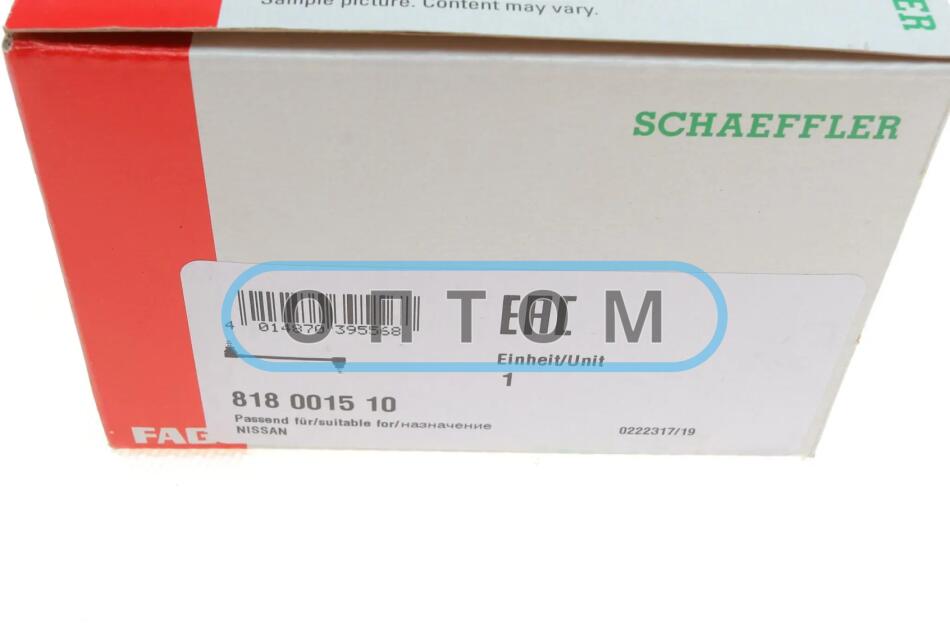 Sample picture. Content may vary.
ER
SCHAEFFLER
ОПТОМ
4 014870 395568
EAC
Einheit/Unit
1
818 0015 10
Passend für/suitable for/назначение
NISSAN
0222317/19
FAG